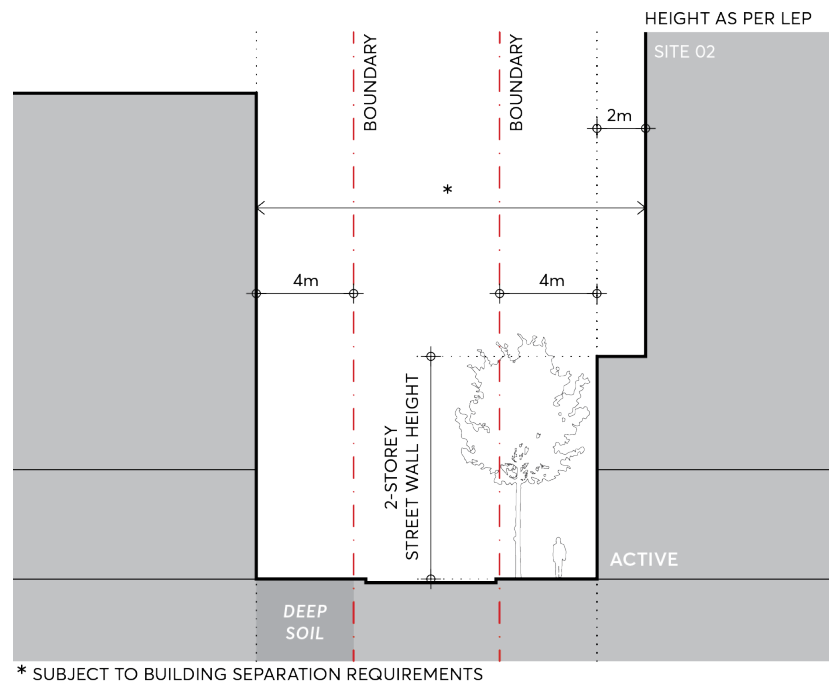 HEIGHT AS PER LEP
SITE 02
BOUNDARY
BOUNDARY
2m
*
4m
4m
2-STOREY
STREET WALL HEIGHT
ACTIVE
DEEP
SOIL
* SUBJECT TO BUILDING SEPARATION REQUIREMENTS